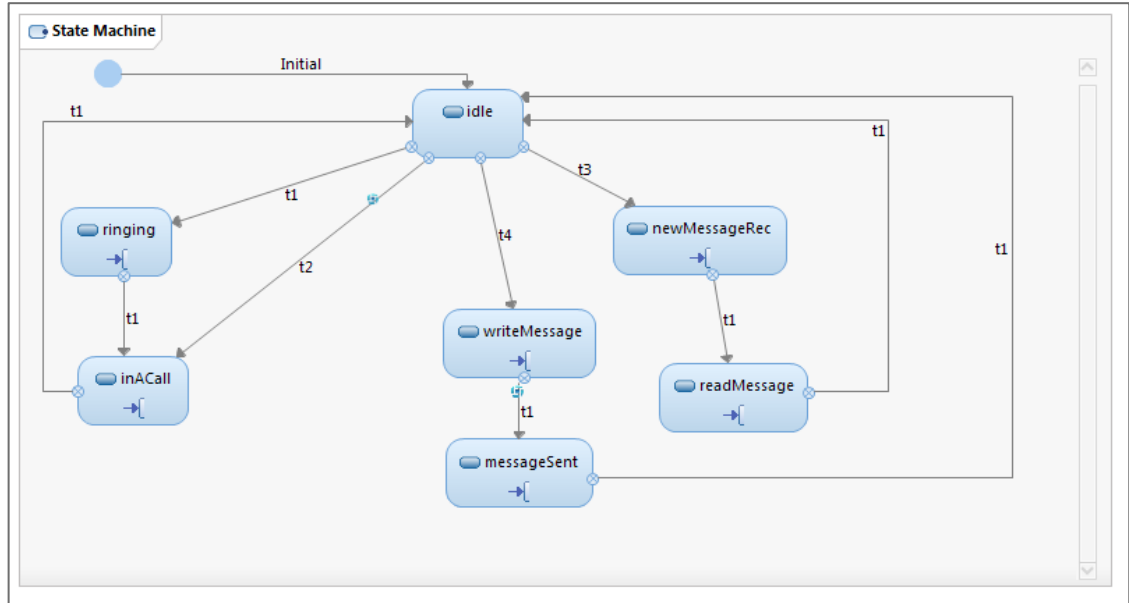 State Machine
Initial
t1
idle
t1
t3
t1
ringing
newMessageRec
t4
t1
t2
t1
writeMessage
t1
inACall
readMessage
t1
messageSent